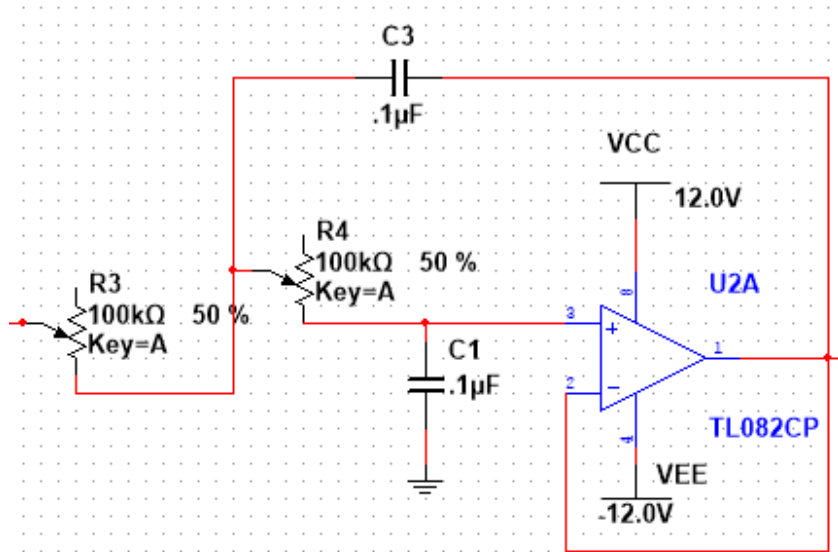 C3
.1µF
VCC
12.0V
R4
100kΩ 50 %
Key=A
R3
100kΩ 50 %
Key=A
8
U2A
3
+
1
C1
.1µF
2
−
4
TL082CP
VEE
-12.0V